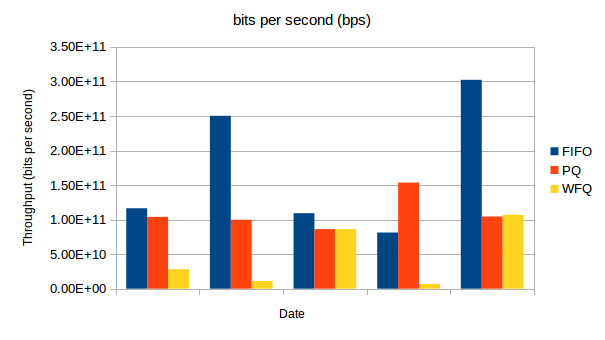 bits per second (bps)
3.50E+11
3.00E+11
2.50E+11
2.00E+11
1.50E+11
1.00E+11
5.00E+10
0.00E+00
Throughput (bits per second)
Date
FIFO
PQ
WFQ